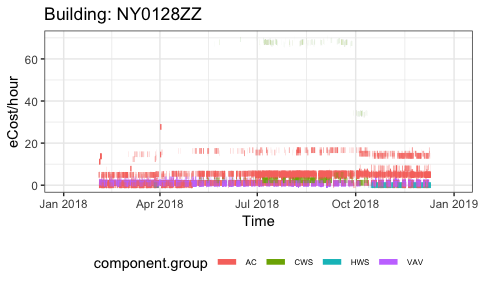 Building: NY0128ZZ
eCost/hour
60
40
20
0
Jan 2018 Apr 2018 Jul 2018 Oct 2018 Jan 2019
Time
component.group AC CWS HWS VAV